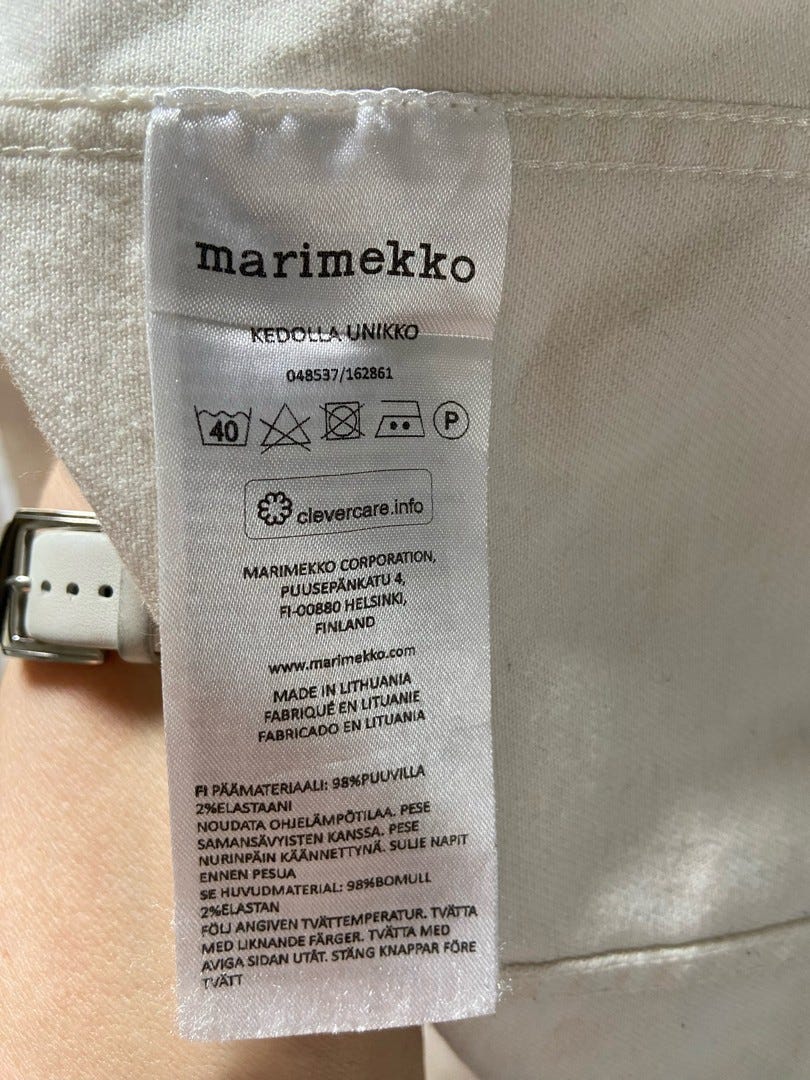 marimekko
KEDOLLA UNIKKO
048537/162861
40 P
clevercare.info
MARIMEKKO CORPORATION,
PUUSEPÄNKATU 4,
FI-00880 HELSINKI,
FINLAND
www.marimekko.com
MADE IN LITHUANIA
FABRIQUÉ EN LITUANIE
FABRICADO EN LITUANIA
FI PÄÄMATERIAALI: 98%PUUVILLA
2%ELASTAANI
NOUDATA OHJELÄMPÖTILAA. PESE
SAMANSÄVYISTEN KANSSA. PESE
NURINPÄIN KÄÄNNETTYNÄ. SULJE NAPIT
ENNEN PESUA
SE HUVUDMATERIAL: 98%BOMULL
2%ELASTAN
FÖLJ ANGIVEN TVÄTTEMPERATUR. TVÄTTA
MED LIKNANDE FÄRGER. TVÄTTA MED
AVIGA SIDAN UTÅT. STÄNG KNAPPAR FÖRE
TVÄTT